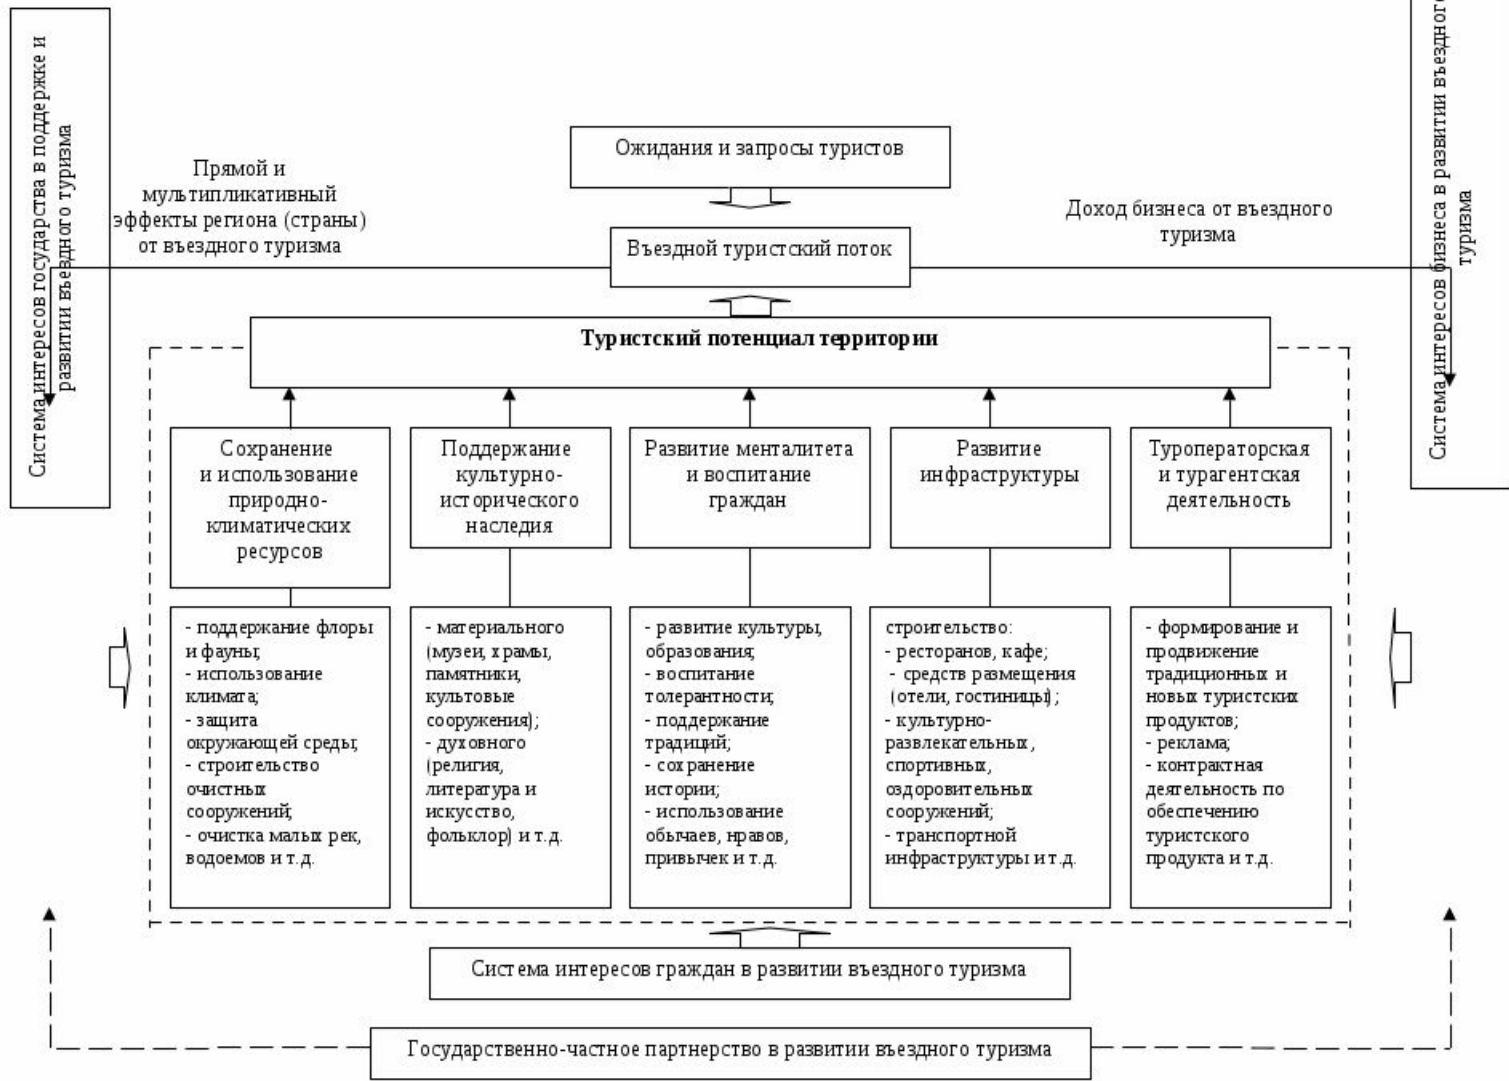 Система интересов государства в поддержке и
развитии въездного туризма
Ожидания и запросы туристов
Прямой и
мультипликативный
эффекты региона (страны)
от въездного туризма
Въездной туристский поток
Доход бизнеса от въездного
туризма
Система интересов бизнеса в развитии въездного
туризма
Туристский потенциал территории
Сохранение
и использование
природно-
климатических
ресурсов
Поддержание
культурно-
исторического
наследия
Развитие менталитета
и воспитание
граждан
Развитие
инфраструктуры
Туроператорская
и турагентская
деятельность
- поддержание флоры
и фауны;
- использование
климата;
- защита
окружающей среды;
- строительство
очистных
сооружений;
- очистка малых рек,
водоемов и т.д.
- материального
(музеи, храмы,
памятники,
культовые
сооружения);
- духовного
(религия,
литература и
искусство,
фольклор) и т.д.
- развитие культуры,
образования;
- воспитание
толерантности;
- поддержание
традиций;
- сохранение
истории;
- использование
обычаев, нравов,
привычек и т.д.
строительство:
- ресторанов, кафе;
- средств размещения
(отели, гостиницы);
- культурно-
развлекательных,
спортивных,
оздоровительных
сооружений;
- транспортной
инфраструктуры и т.д.
- формирование и
продвижение
традиционных и
новых туристских
продуктов;
- реклама;
- контрактная
деятельность по
обеспечению
туристского
продукта и т.д.
Система интересов граждан в развитии въездного туризма
Государственно-частное партнерство в развитии въездного туризма